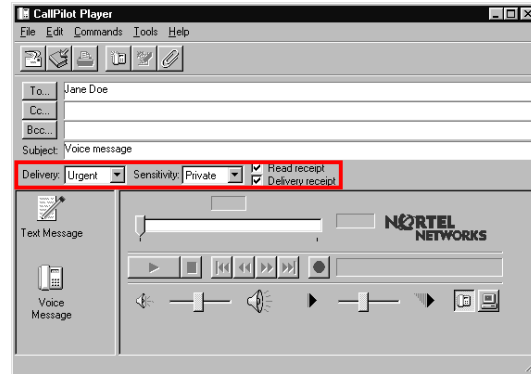 CallPilot Player
File Edit Commands Tools Help
To... Jane Doe
Cc...
Bcc...
Subject: Voice message
Delivery: Urgent Sensitivity: Private Read receipt
Delivery receipt
Text Message
NORTEL
NETWORKS
Voice
Message